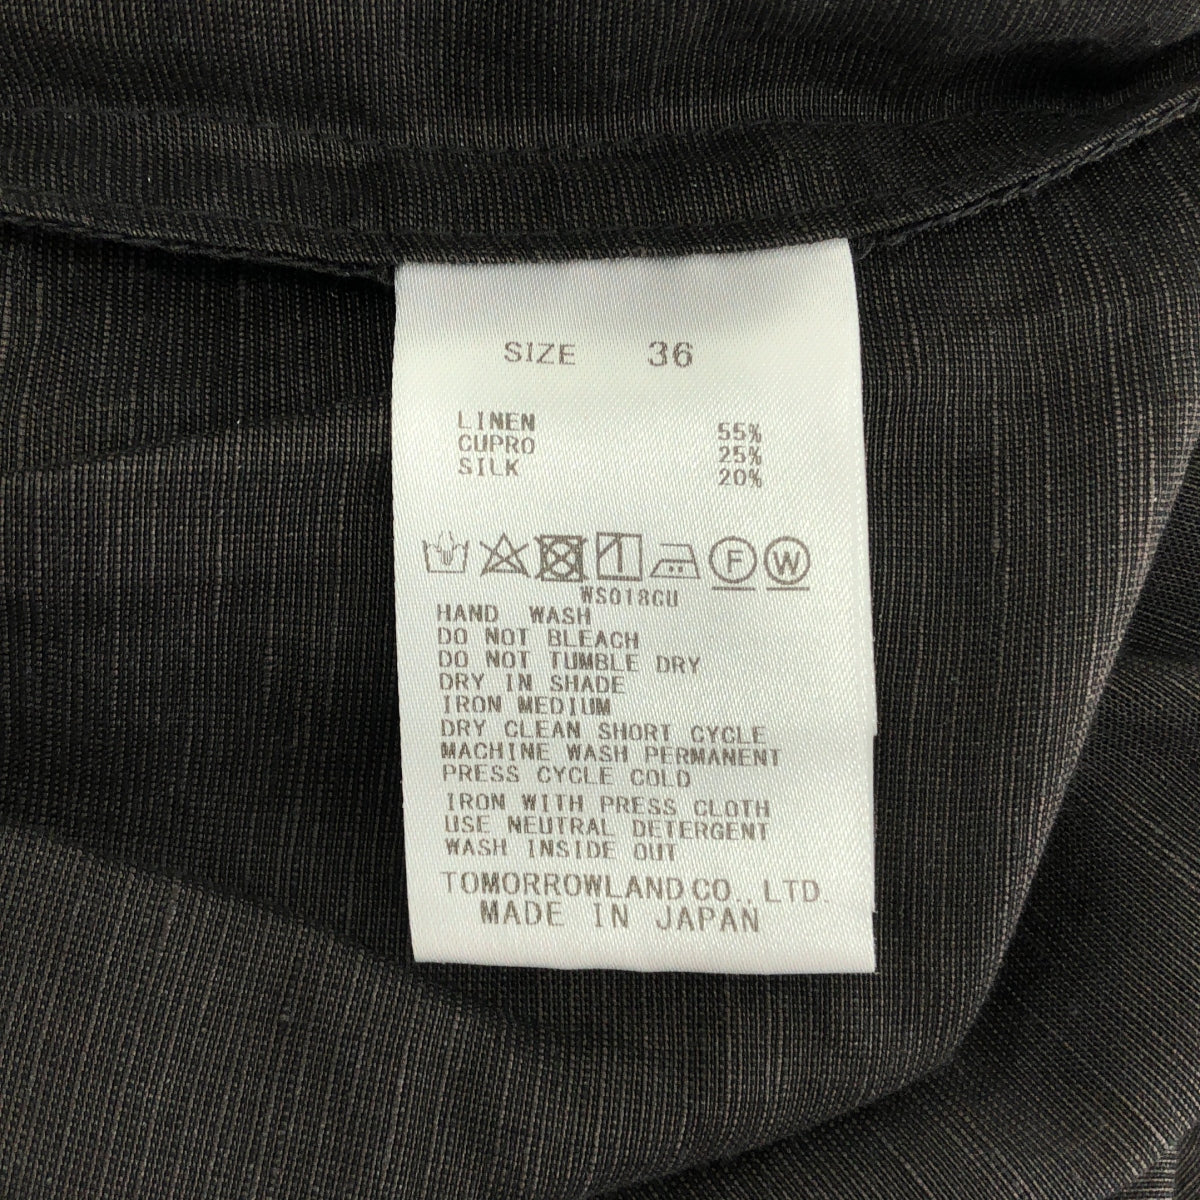 SIZE 36
LINEN 55%
CUPRO 25%
SILK 20%
F W
WS018CU
HAND WASH
DO NOT BLEACH
DO NOT TUMBLE DRY
DRY IN SHADE
IRON MEDIUM
DRY CLEAN SHORT CYCLE
MACHINE WASH PERMANENT
PRESS CYCLE COLD
IRON WITH PRESS CLOTH
USE NEUTRAL DETERGENT
WASH INSIDE OUT
TOMORROWLAND CO., LTD.
MADE IN JAPAN